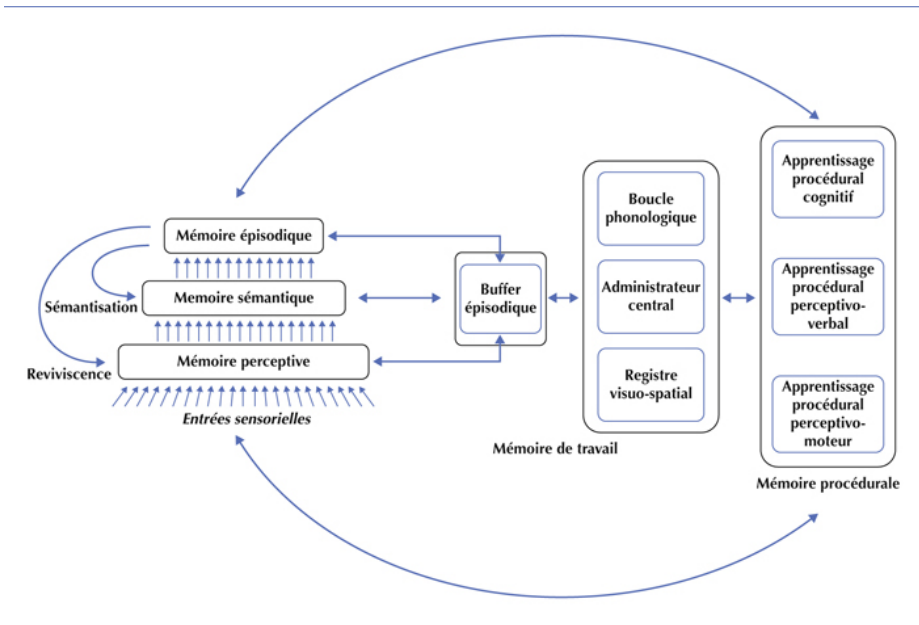 Mémoire épisodique
Sémantisation
Memoire sémantique
Reviviscence
Mémoire perceptive
Entrées sensorielles
Buffer
épisodique
Boucle
phonologique
Administrateur
central
Registre
visuo-spatial
Mémoire de travail
Apprentissage
procédural
cognitif
Apprentissage
procédural
perceptivo-
verbal
Apprentissage
procédural
perceptivo-
moteur
Mémoire procédurale